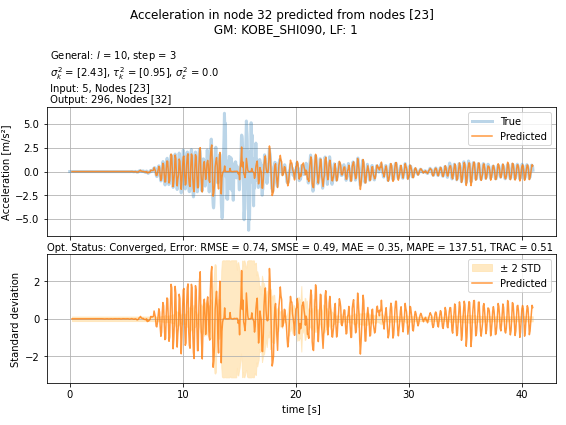 Acceleration in node 32 predicted from nodes [23]
GM: KOBE_SHI090, LF: 1
General: l = 10, step = 3
σ²ₖ = [2.43], τ²ₖ = [0.95], σ²ε = 0.0
Input: 5, Nodes [23]
Output: 296, Nodes [32]
Acceleration [m/s²]
5.0
2.5
0.0
−2.5
−5.0
True
Predicted
Opt. Status: Converged, Error: RMSE = 0.74, SMSE = 0.49, MAE = 0.35, MAPE = 137.51, TRAC = 0.51
Standard deviation
2
0
−2
± 2 STD
Predicted
0 10 20 30 40
time [s]